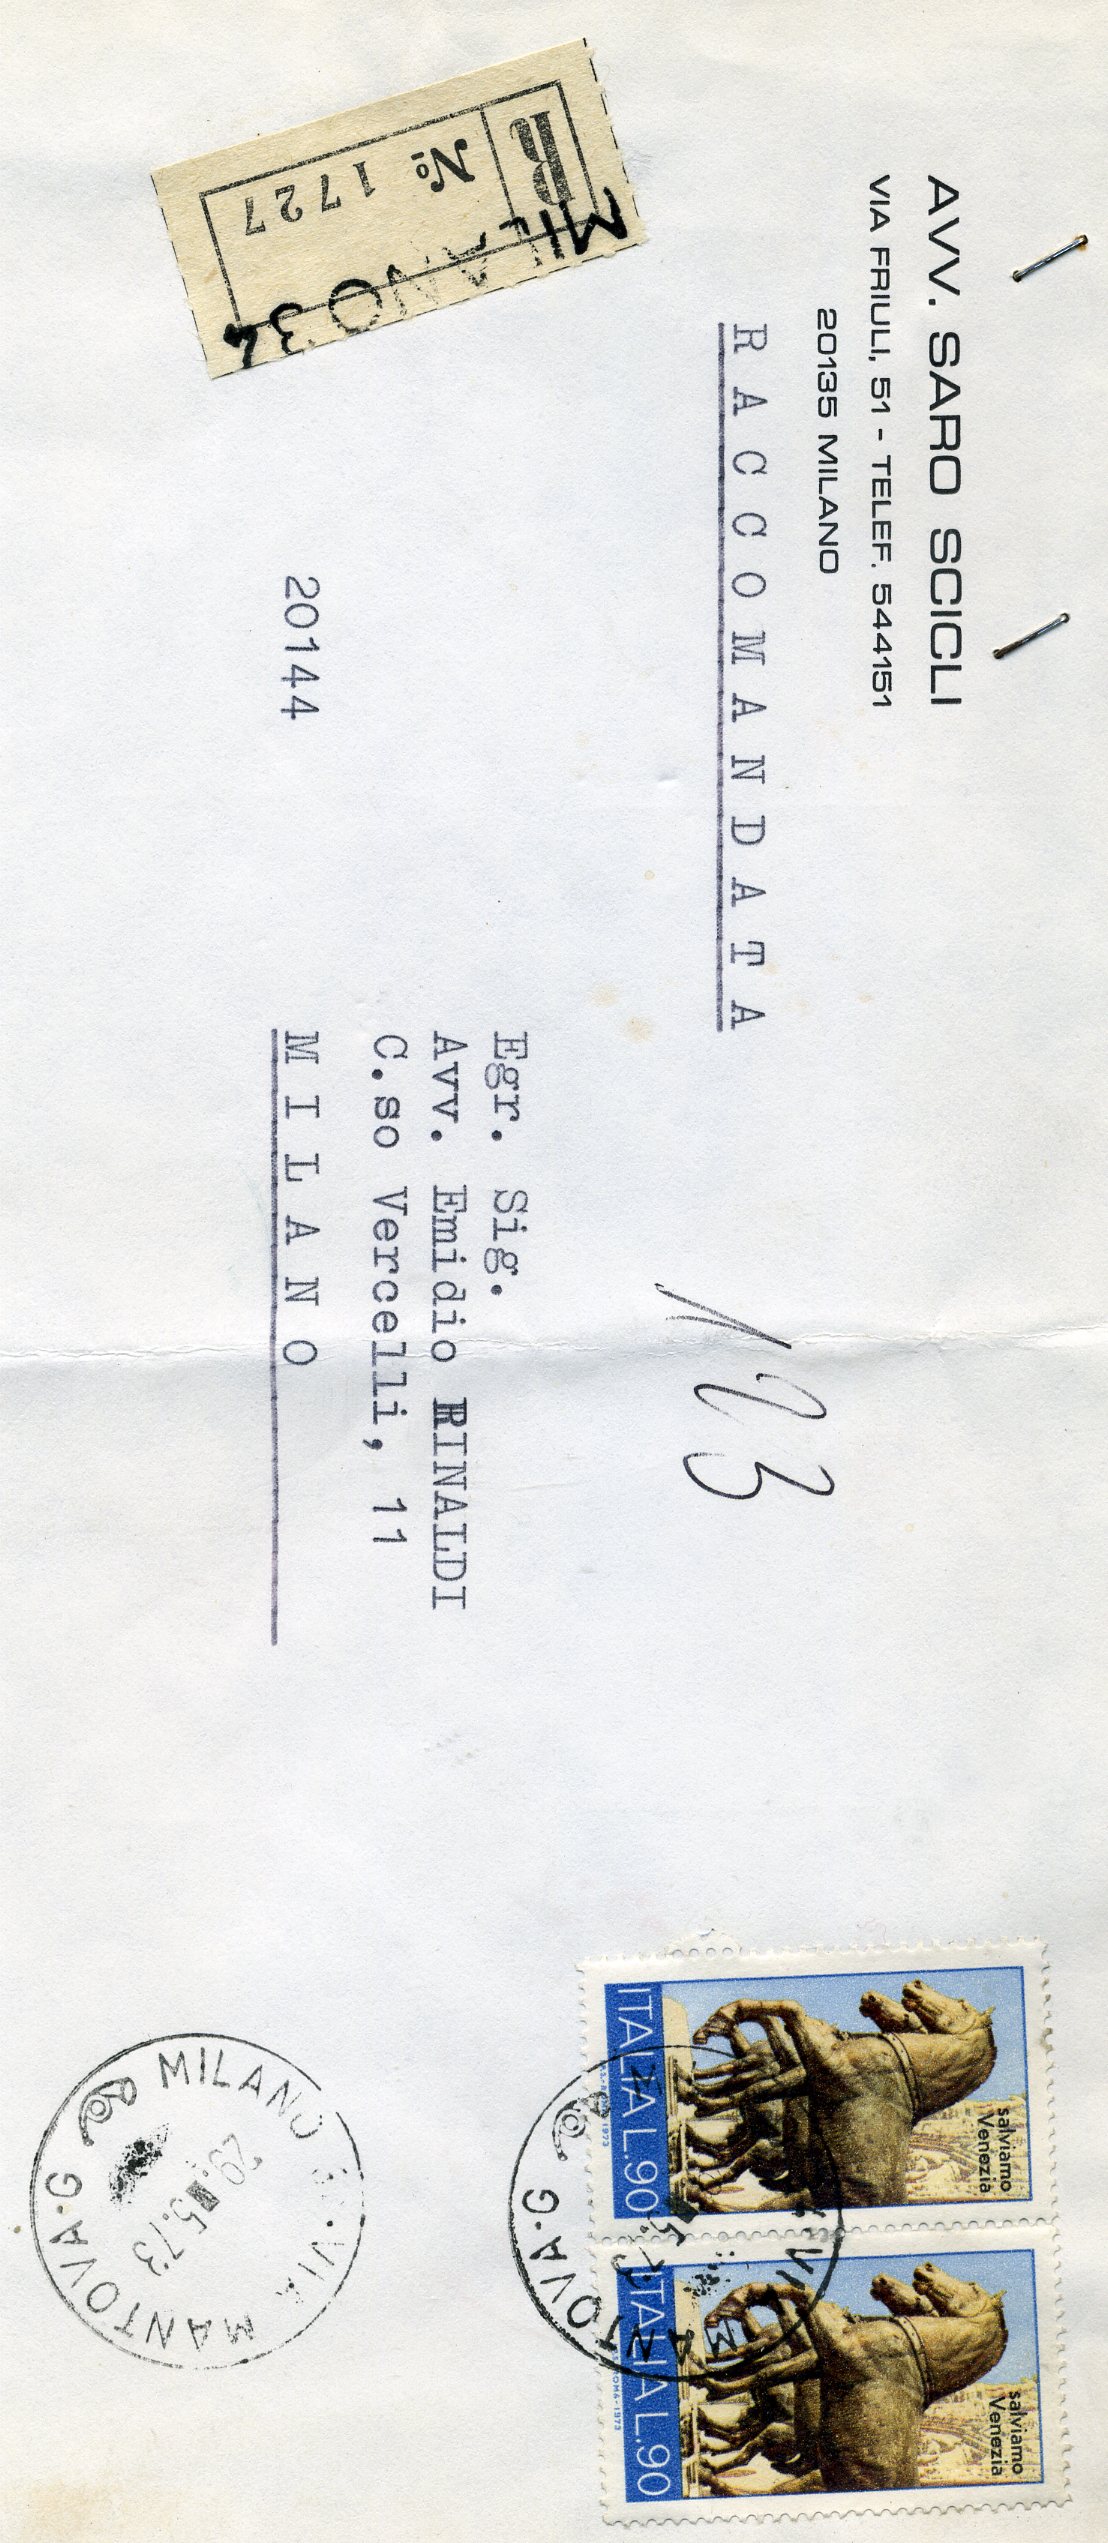 AVV. SARO SCICLI
VIA FRIULI, 51 - TELEF. 544151
20135 MILANO
RACCOMANDATA
123
Egr. Sig.
Avv. Emidio RINALDI
C.so Vercelli, 11
20144 MILANO
R
Nº 1727
MILANO 34
salviamo
Venezia
ITALIA L.90
salviamo
Venezia
ITALIA L.90
MANTOVA·G
MILANO VIA MANTOVA·G
29.5.73